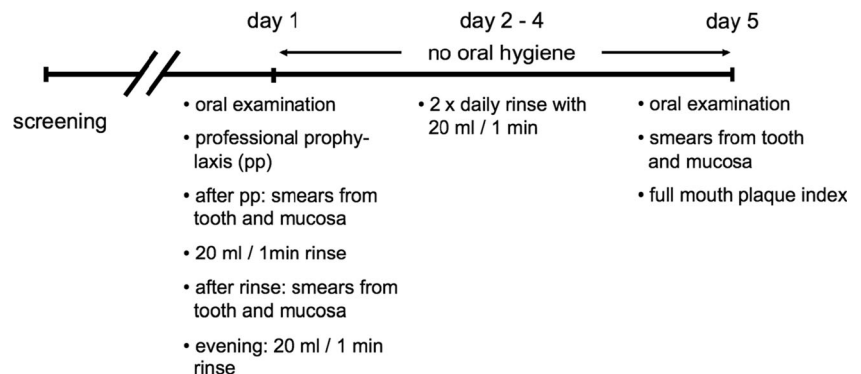 day 1
day 2 - 4
day 5
no oral hygiene
screening
• oral examination
• professional prophy-
laxis (pp)
• after pp: smears from
tooth and mucosa
• 20 ml / 1min rinse
• after rinse: smears from
tooth and mucosa
• evening: 20 ml / 1 min
rinse
• 2 x daily rinse with
20 ml / 1 min
• oral examination
• smears from tooth
and mucosa
• full mouth plaque index